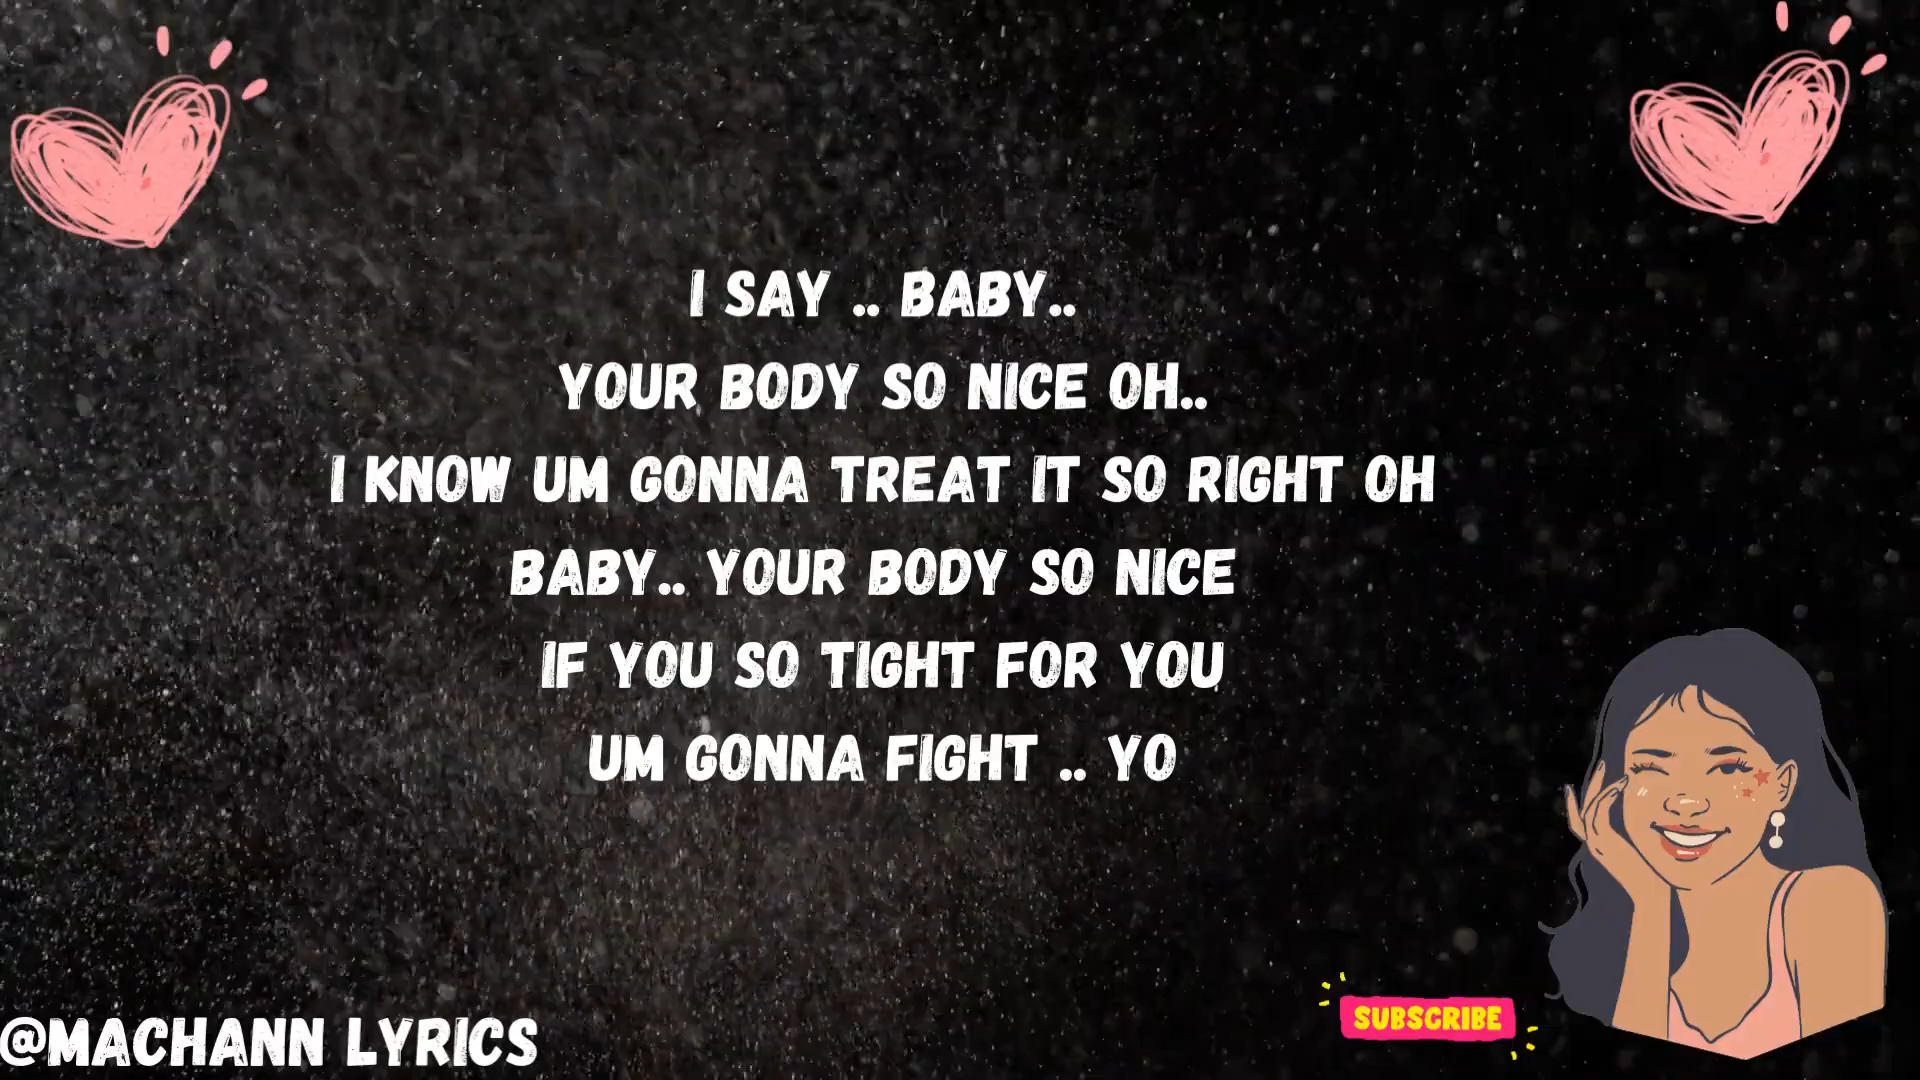 I SAY .. BABY..
YOUR BODY SO NICE OH..
I KNOW UM GONNA TREAT IT SO RIGHT OH
BABY.. YOUR BODY SO NICE
IF YOU SO TIGHT FOR YOU
UM GONNA FIGHT .. YO
SUBSCRIBE
@MACHANN LYRICS